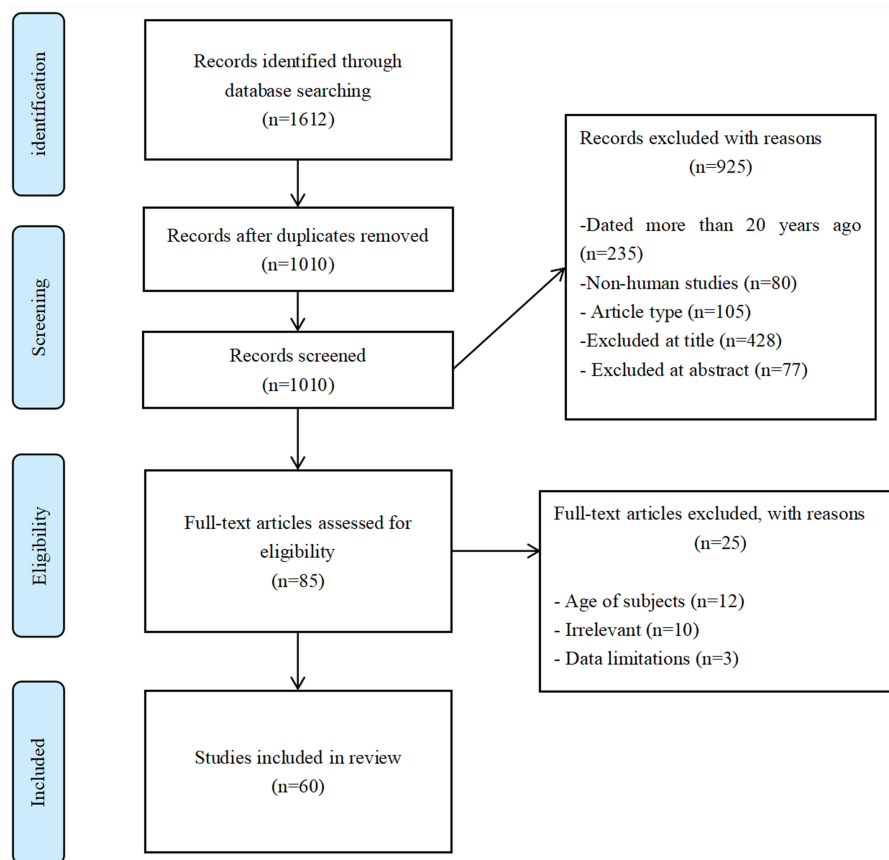 identification
Records identified through
database searching
(n=1612)
Records excluded with reasons
(n=925)
-Dated more than 20 years ago
(n=235)
-Non-human studies (n=80)
- Article type (n=105)
-Excluded at title (n=428)
- Excluded at abstract (n=77)
Screening
Records after duplicates removed
(n=1010)
Records screened
(n=1010)
Eligibility
Full-text articles assessed for
eligibility
(n=85)
Full-text articles excluded, with reasons
(n=25)
- Age of subjects (n=12)
- Irrelevant (n=10)
- Data limitations (n=3)
Included
Studies included in review
(n=60)